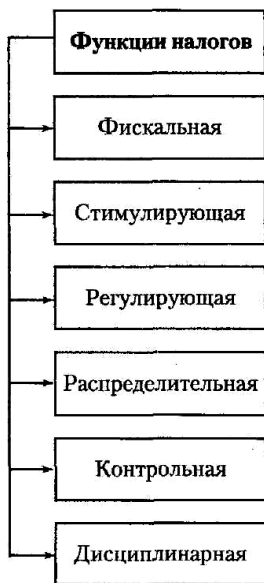 Функции налогов
Фискальная
Стимулирующая
Регулирующая
Распределительная
Контрольная
Дисциплинарная